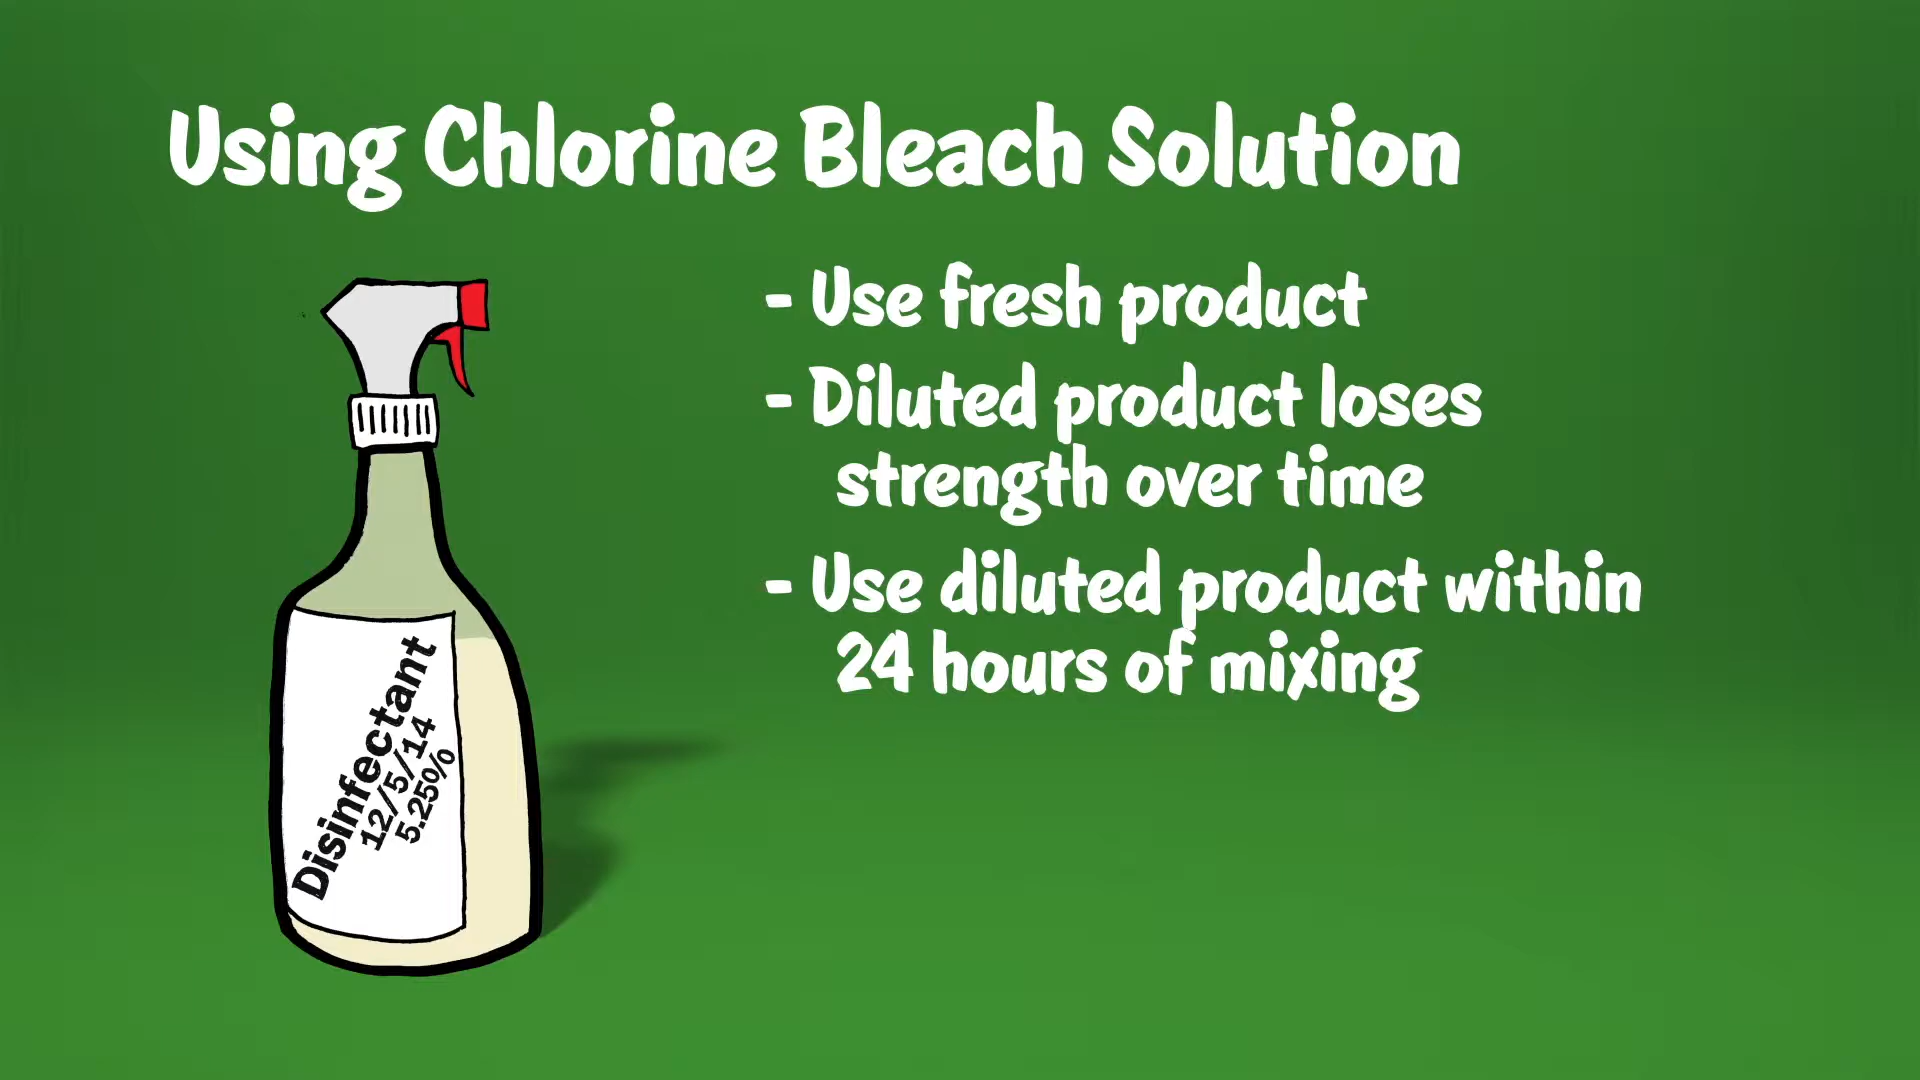 Using Chlorine Bleach Solution
- Use fresh product
- Diluted product loses
strength over time
- Use diluted product within
24 hours of mixing
Disinfectant
12/5/14
5.25%